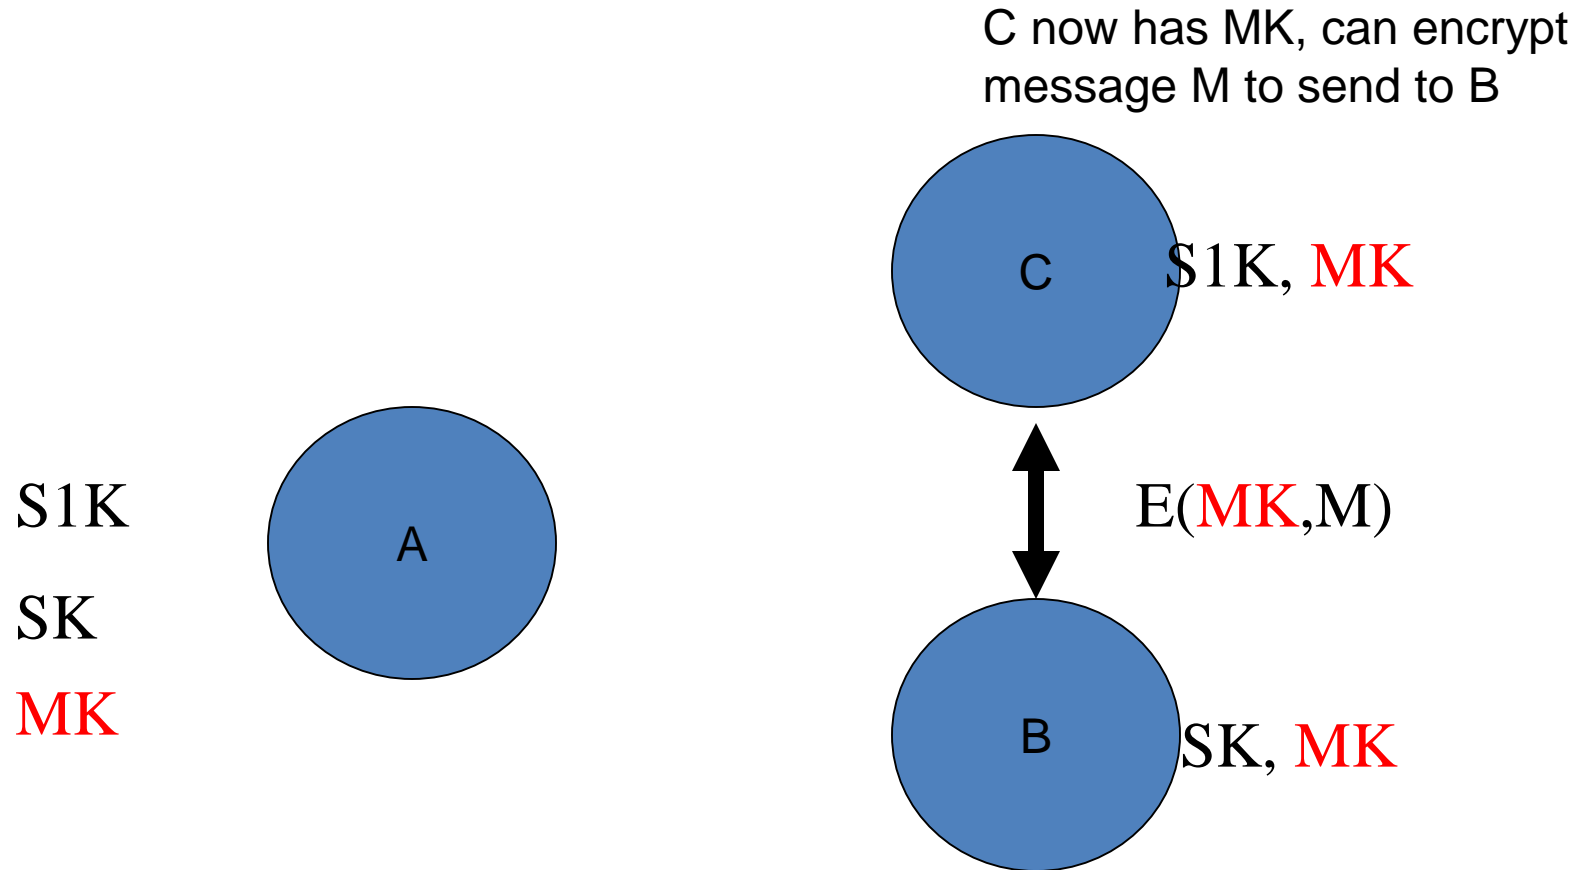 C now has MK, can encrypt
message M to send to B
C
S1K, MK
S1K
A
E(MK,M)
SK
MK
B
SK, MK